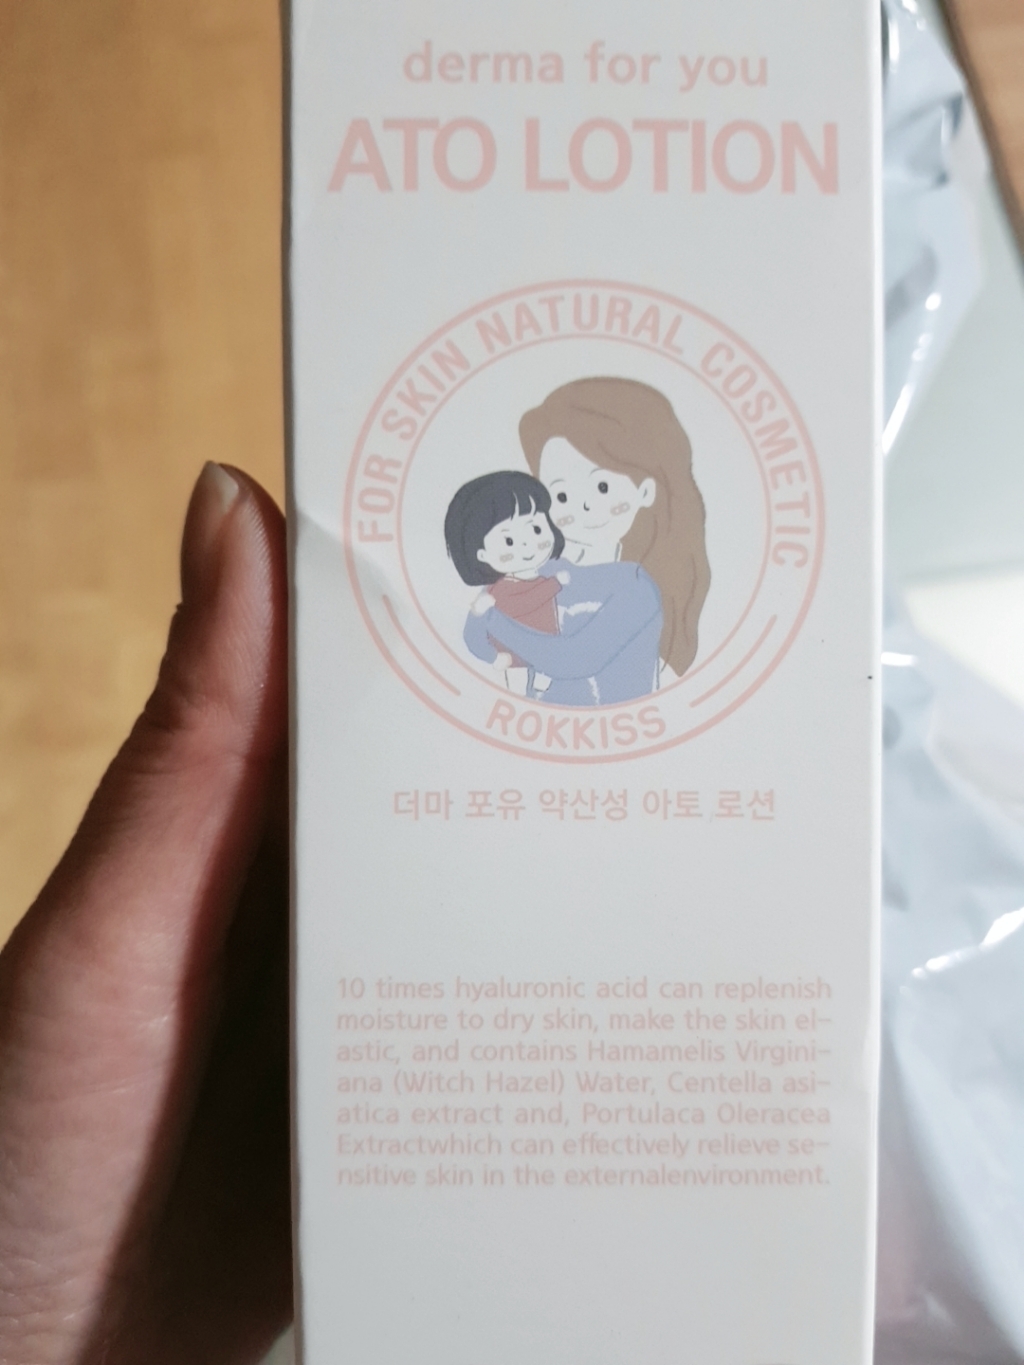 derma for you
ATO LOTION
FOR SKIN NATURAL COSMETIC
ROKKISS
더마 포유 약산성 아토 로션
10 times hyaluronic acid can replenish
moisture to dry skin, make the skin el-
astic, and contains Hamamelis Virgini-
ana (Witch Hazel) Water, Centella asi-
atica extract and, Portulaca Oleracea
Extractwhich can effectively relieve se-
nsitive skin in the externalenvironment.